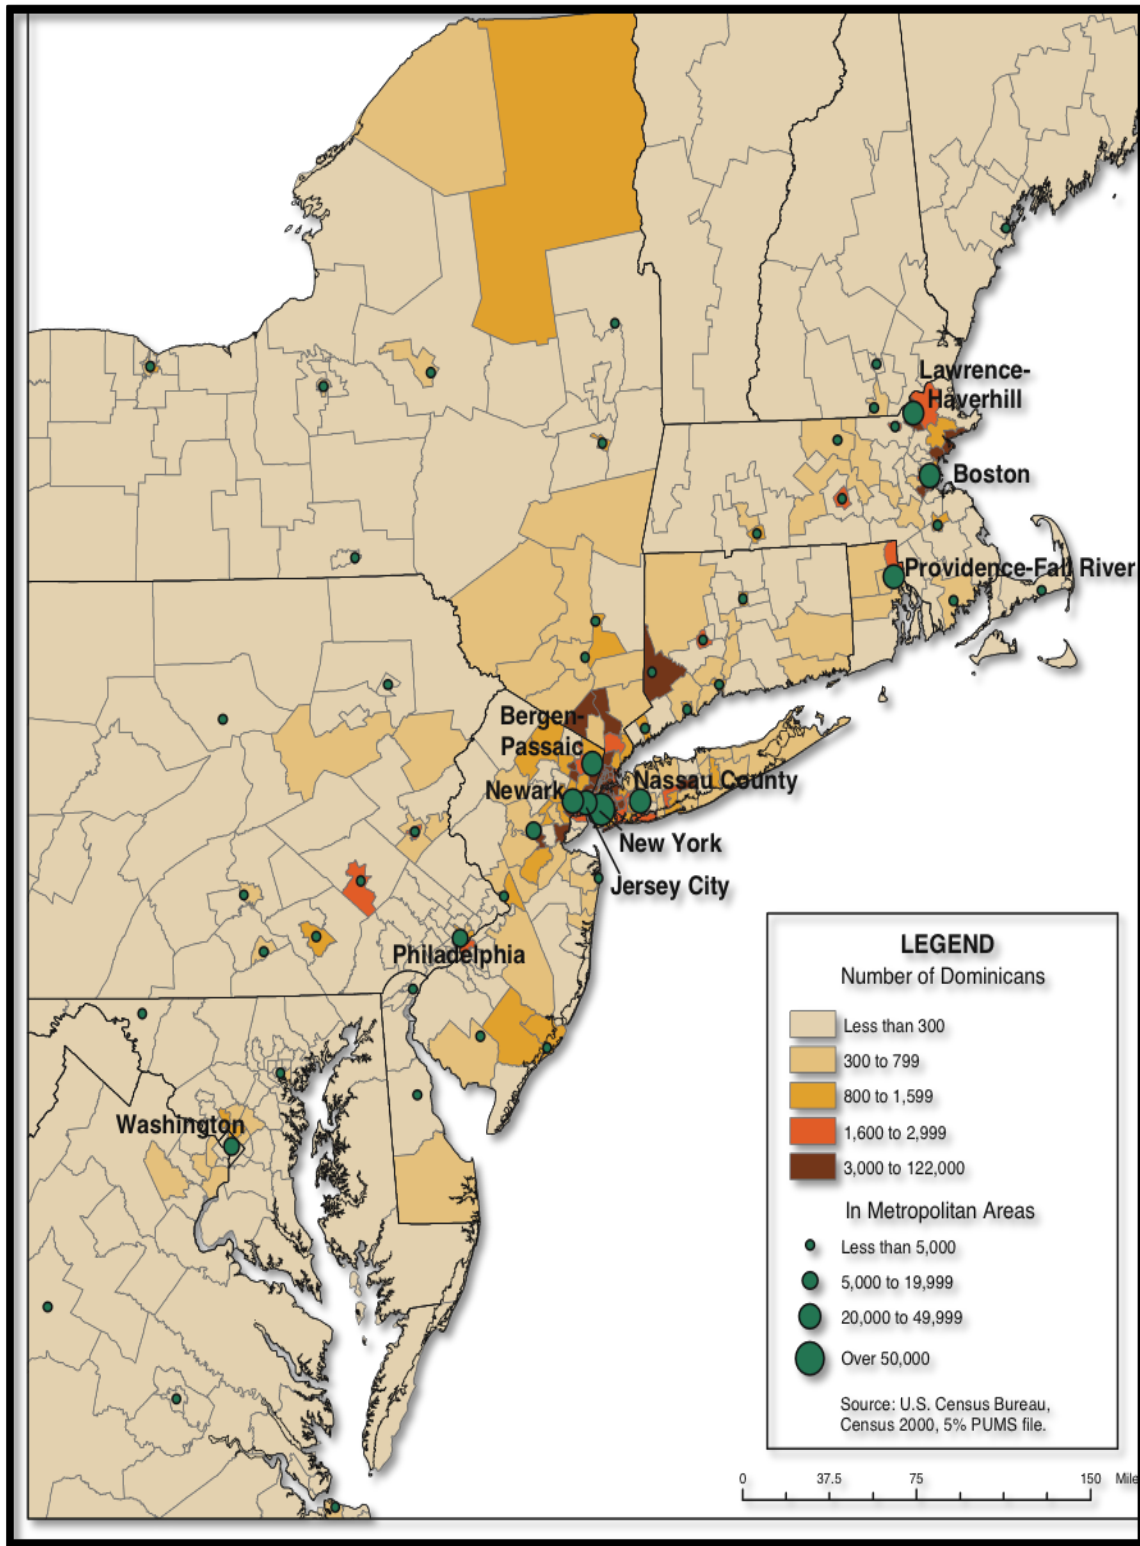 Lawrence-
Haverhill
Boston
Providence-Fall River
Bergen-
Passaic
Nassau County
Newark
New York
Jersey City
Philadelphia
Washington
LEGEND
Number of Dominicans
Less than 300
300 to 799
800 to 1,599
1,600 to 2,999
3,000 to 122,000
In Metropolitan Areas
Less than 5,000
5,000 to 19,999
20,000 to 49,999
Over 50,000
Source: U.S. Census Bureau,
Census 2000, 5% PUMS file.
0 37.5 75 150 Mile